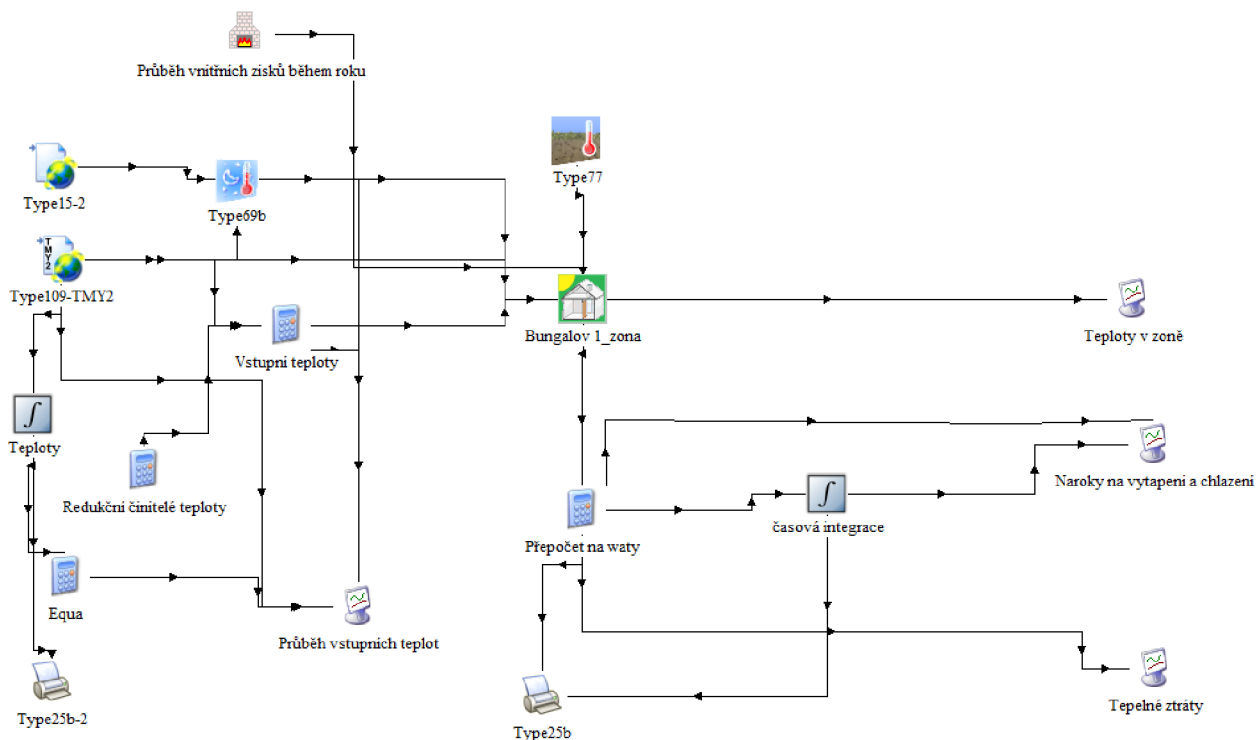 Průběh vnitřních zisků během roku
Type15-2
Type69b
Type77
TMY2
Type109-TMY2
Vstupní teploty
Bungalov 1_zona
Teploty v zoně
Teploty
Redukční činitelé teploty
Naroky na vytapeni a chlazeni
Přepočet na waty
časová integrace
Equa
Průběh vstupních teplot
Type25b-2
Type25b
Tepelné ztráty